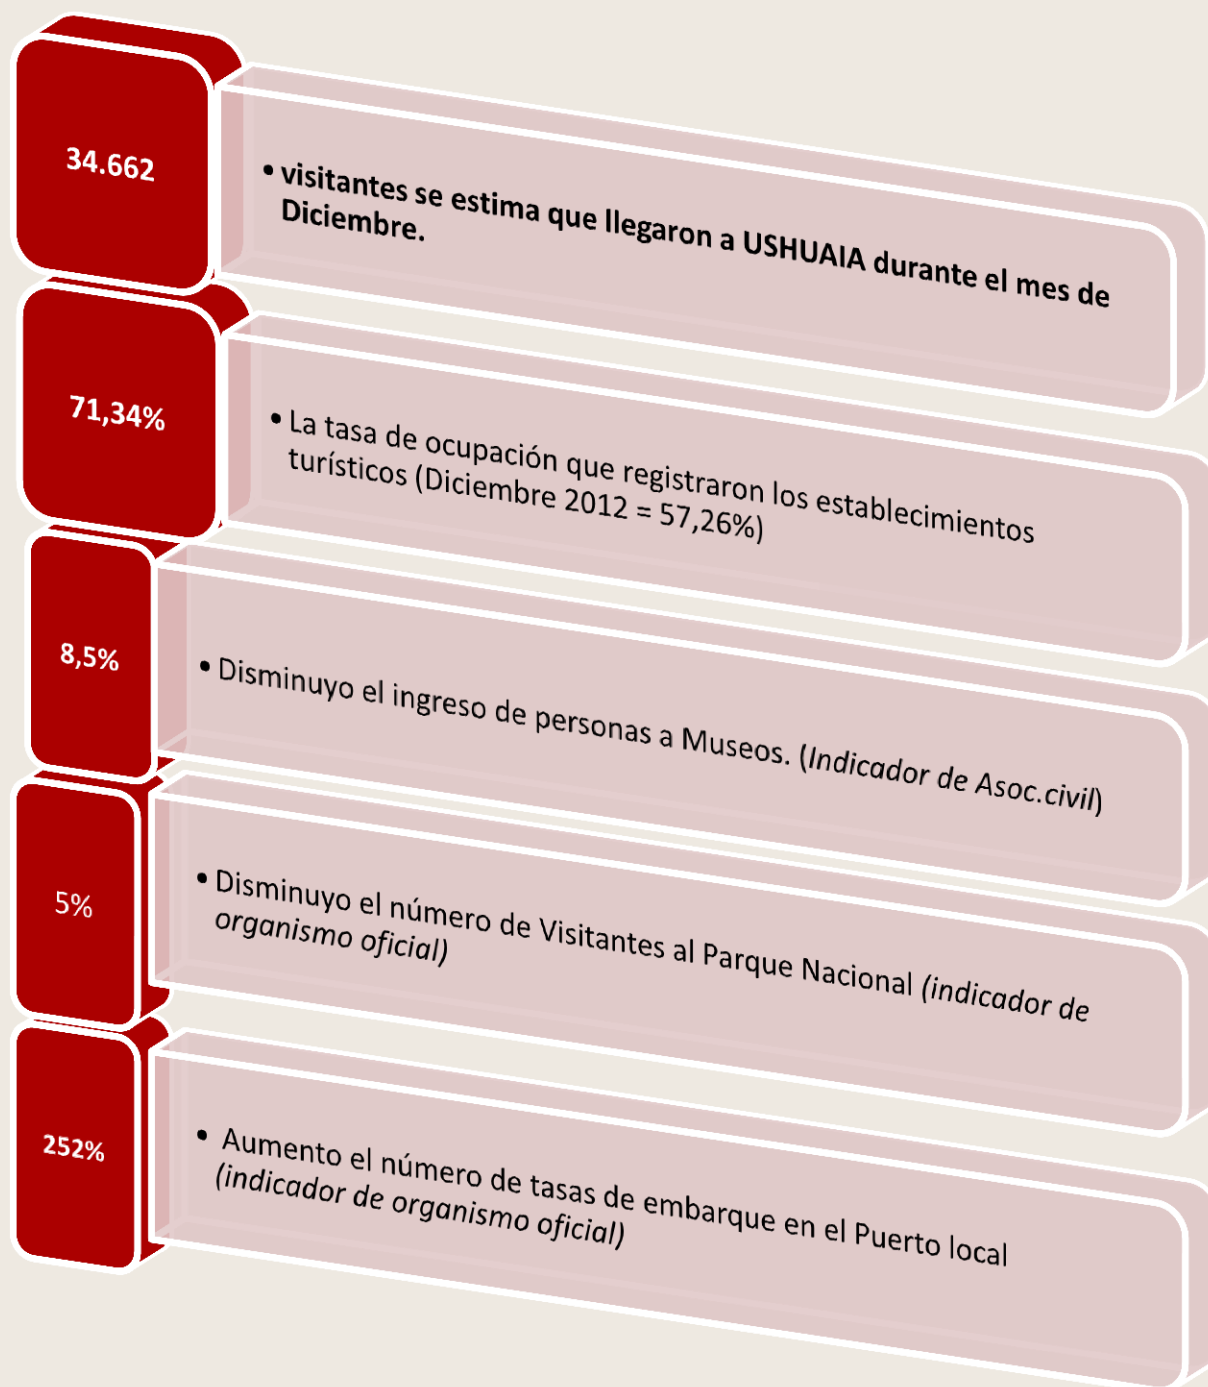 34.662
• visitantes se estima que llegaron a USHUAIA durante el mes de
Diciembre.
71,34%
• La tasa de ocupación que registraron los establecimientos
turísticos (Diciembre 2012 = 57,26%)
8,5%
• Disminuyo el ingreso de personas a Museos. (Indicador de Asoc.civil)
5%
• Disminuyo el número de Visitantes al Parque Nacional (indicador de
organismo oficial)
252%
• Aumento el número de tasas de embarque en el Puerto local
(indicador de organismo oficial)